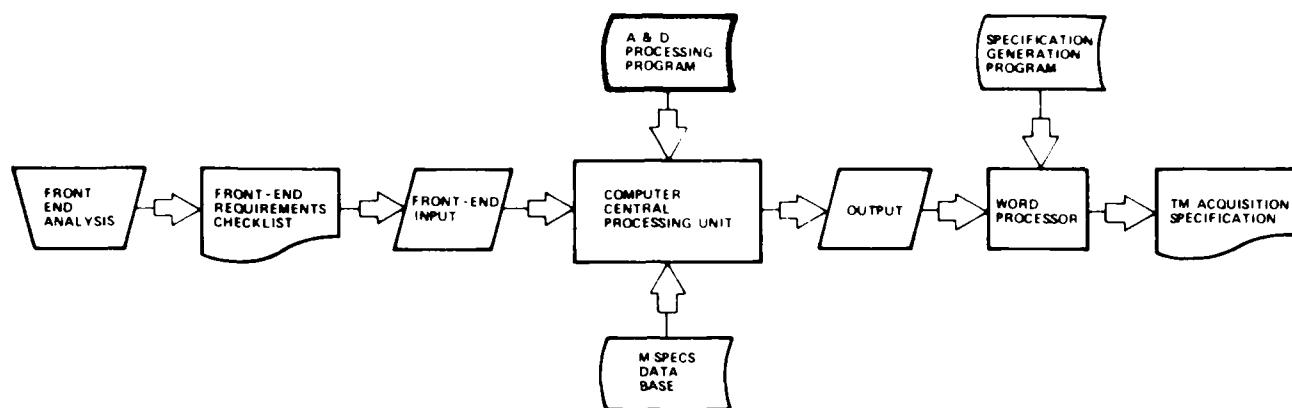 A & D
PROCESSING
PROGRAM
SPECIFICATION
GENERATION
PROGRAM
FRONT
END
ANALYSIS
FRONT-END
REQUIREMENTS
CHECKLIST
FRONT-END
INPUT
COMPUTER
CENTRAL
PROCESSING UNIT
OUTPUT
WORD
PROCESSOR
TM ACQUISITION
SPECIFICATION
M SPECS
DATA
BASE